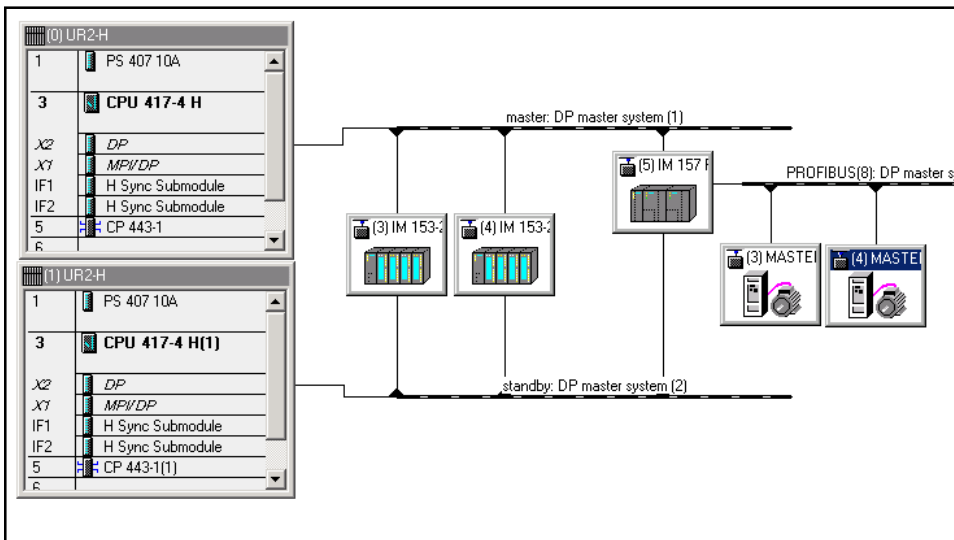 (0) UR2-H
1 PS 407 10A
3 CPU 417-4 H
X2 DP
X1 MPI/DP
IF1 H Sync Submodule
IF2 H Sync Submodule
5 CP 443-1
6
(1) UR2-H
1 PS 407 10A
3 CPU 417-4 H(1)
X2 DP
X1 MPI/DP
IF1 H Sync Submodule
IF2 H Sync Submodule
5 CP 443-1(1)
6
master: DP master system (1)
(5) IM 157
PROFIBUS(8): DP master s
(3) IM 153-2
(4) IM 153-2
(3) MASTE
(4) MASTE
standby: DP master system (2)